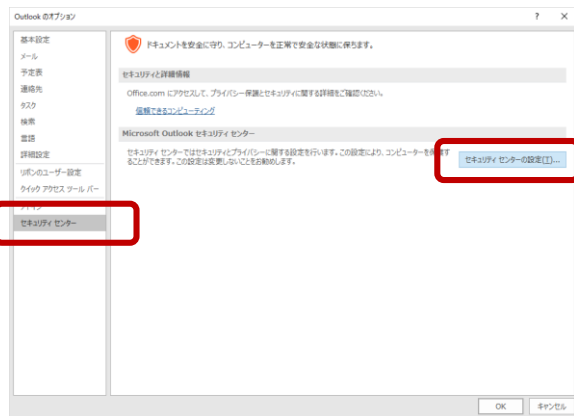 Outlook のオプション
? ×
基本設定
メール
予定表
連絡先
タスク
検索
言語
詳細設定
リボンのユーザー設定
クイック アクセス ツール バー
セキュリティ センター
ドキュメントを安全に守り、コンピューターを正常で安全な状態に保ちます。
セキュリティと詳細情報
Office.com にアクセスして、プライバシー保護とセキュリティに関する詳細をご確認ください。
信頼できるコンピューティング
Microsoft Outlook セキュリティ センター
セキュリティ センターではセキュリティとプライバシーに関する設定を行います。この設定により、コンピューターを保護す
ることができます。この設定は変更しないことをお勧めします。
セキュリティ センターの設定(T)...
OK
キャンセル